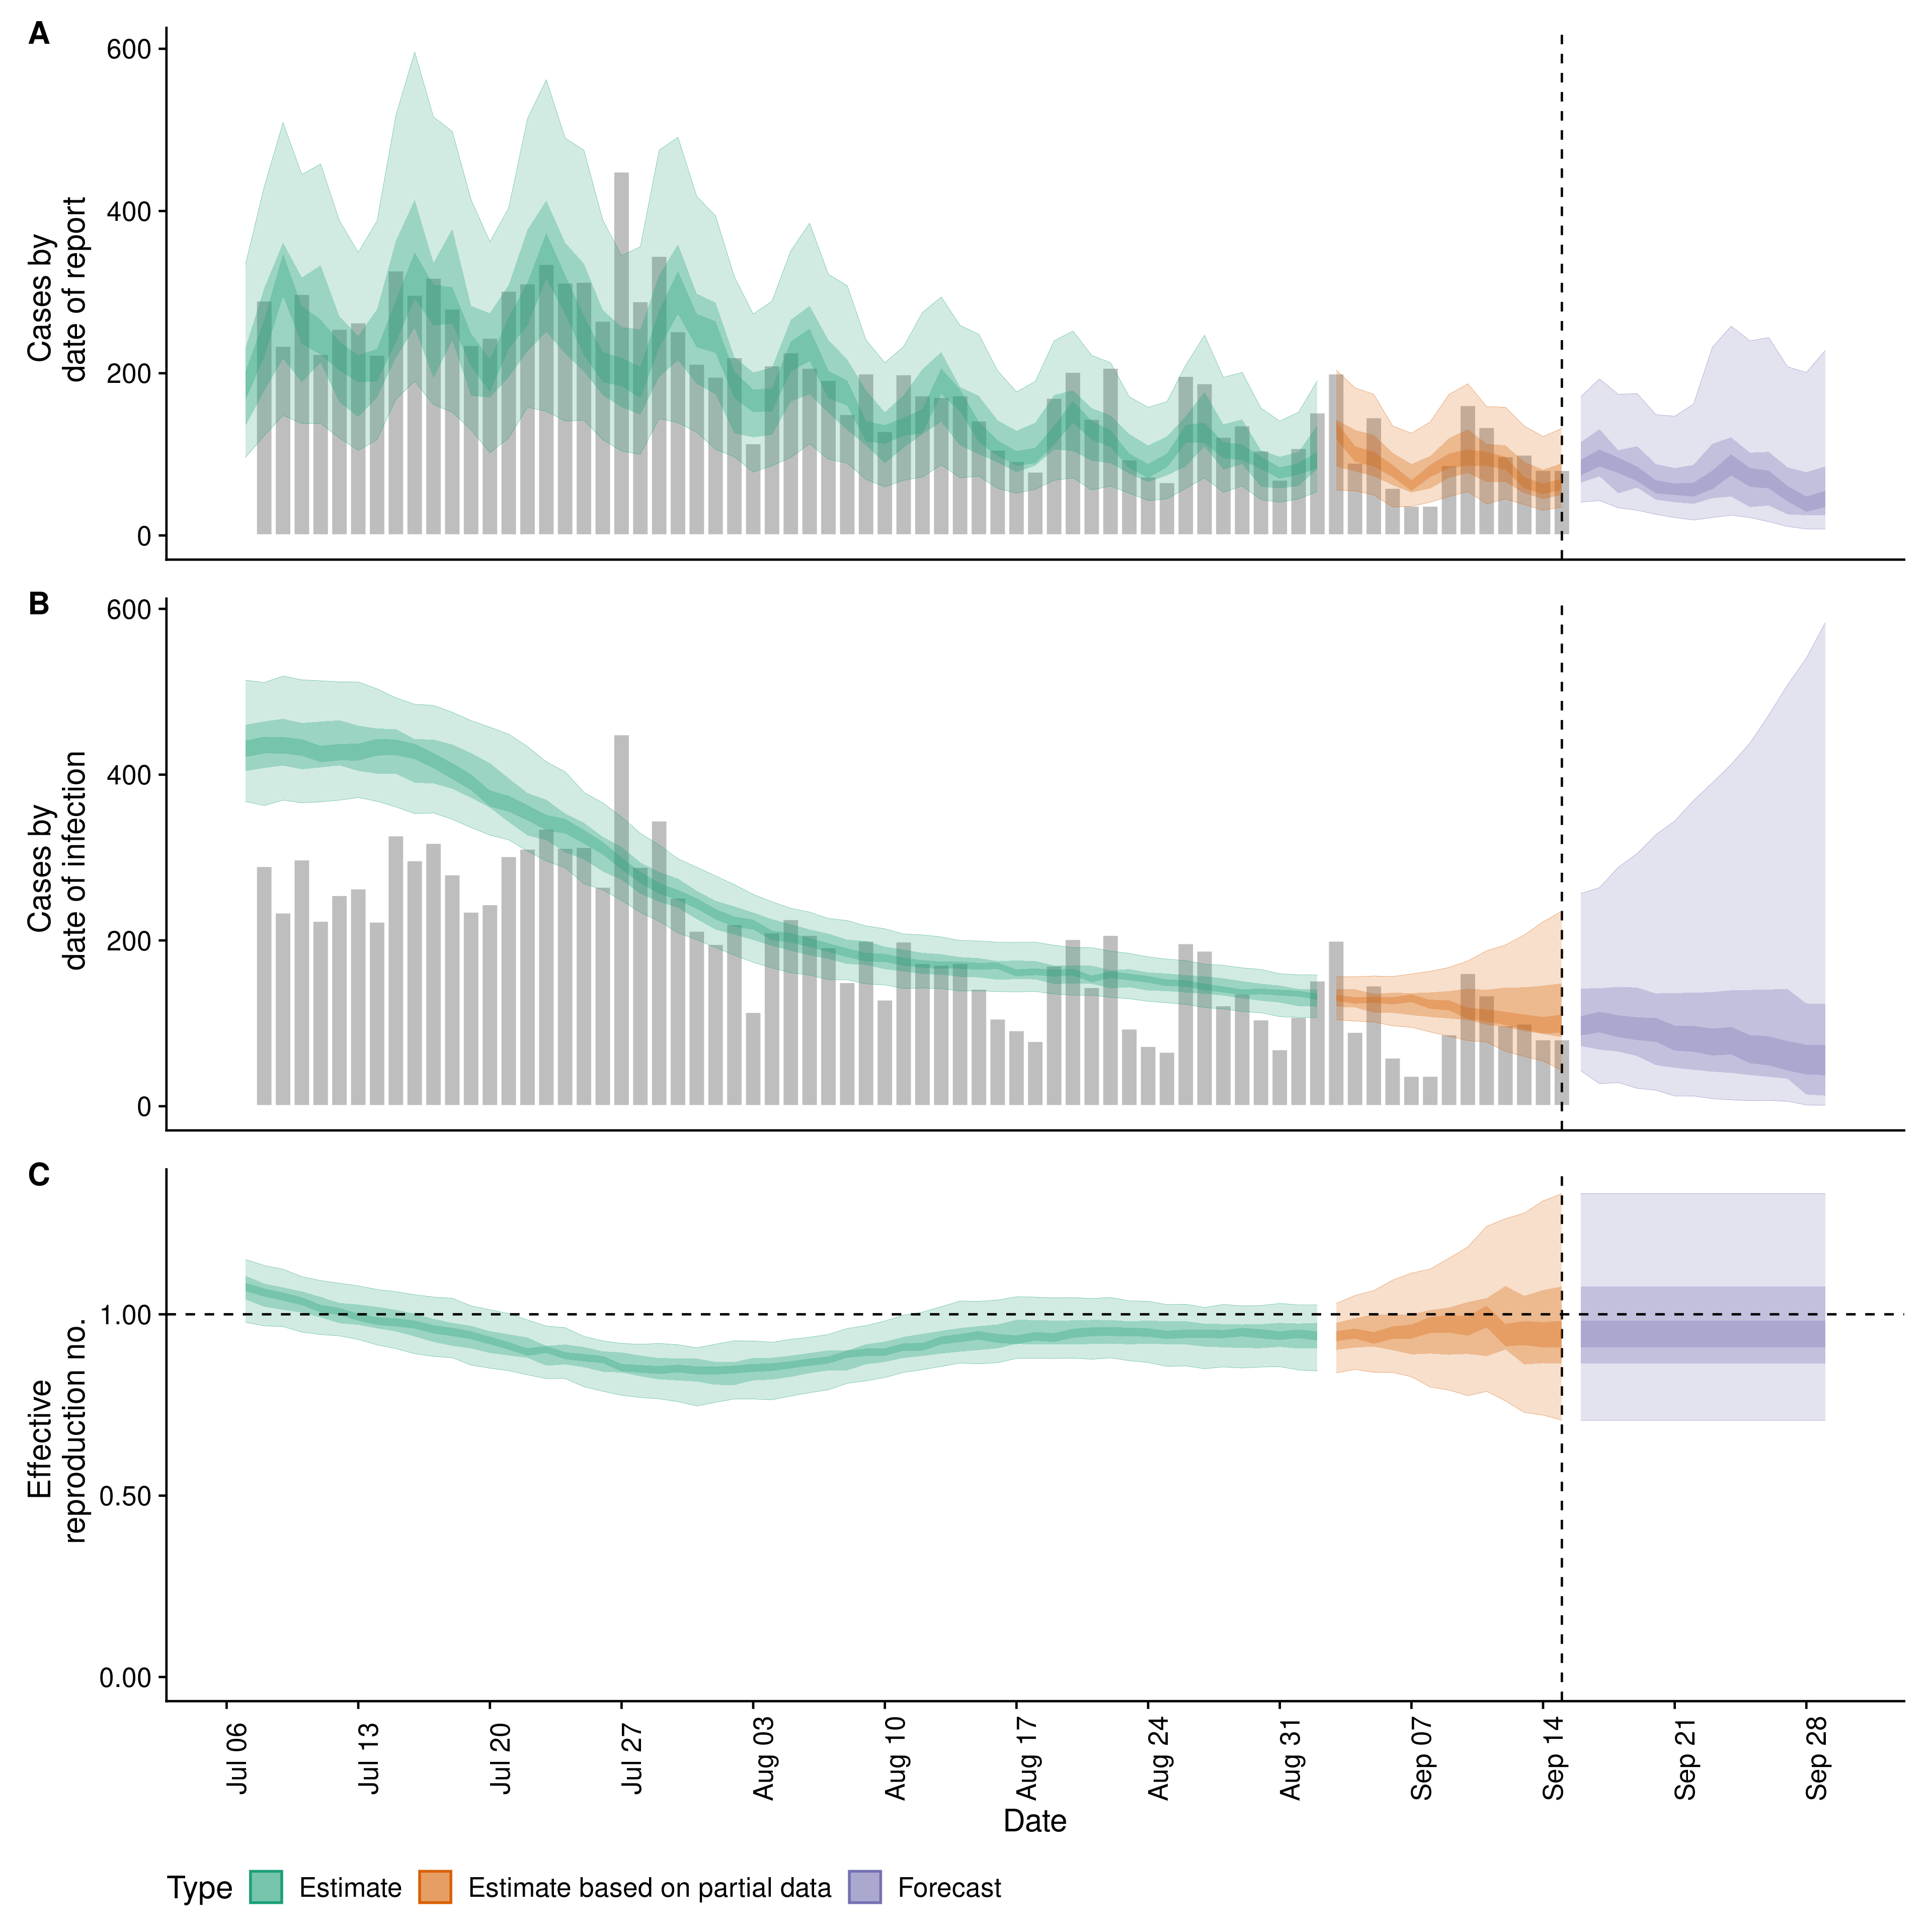 A
Cases by
date of report
600
400
200
0
B
Cases by
date of infection
600
400
200
0
C
Effective
reproduction no.
1.00
0.50
0.00
Jul 06
Jul 13
Jul 20
Jul 27
Aug 03
Aug 10
Aug 17
Aug 24
Aug 31
Sep 07
Sep 14
Sep 21
Sep 28
Date
Type Estimate Estimate based on partial data Forecast